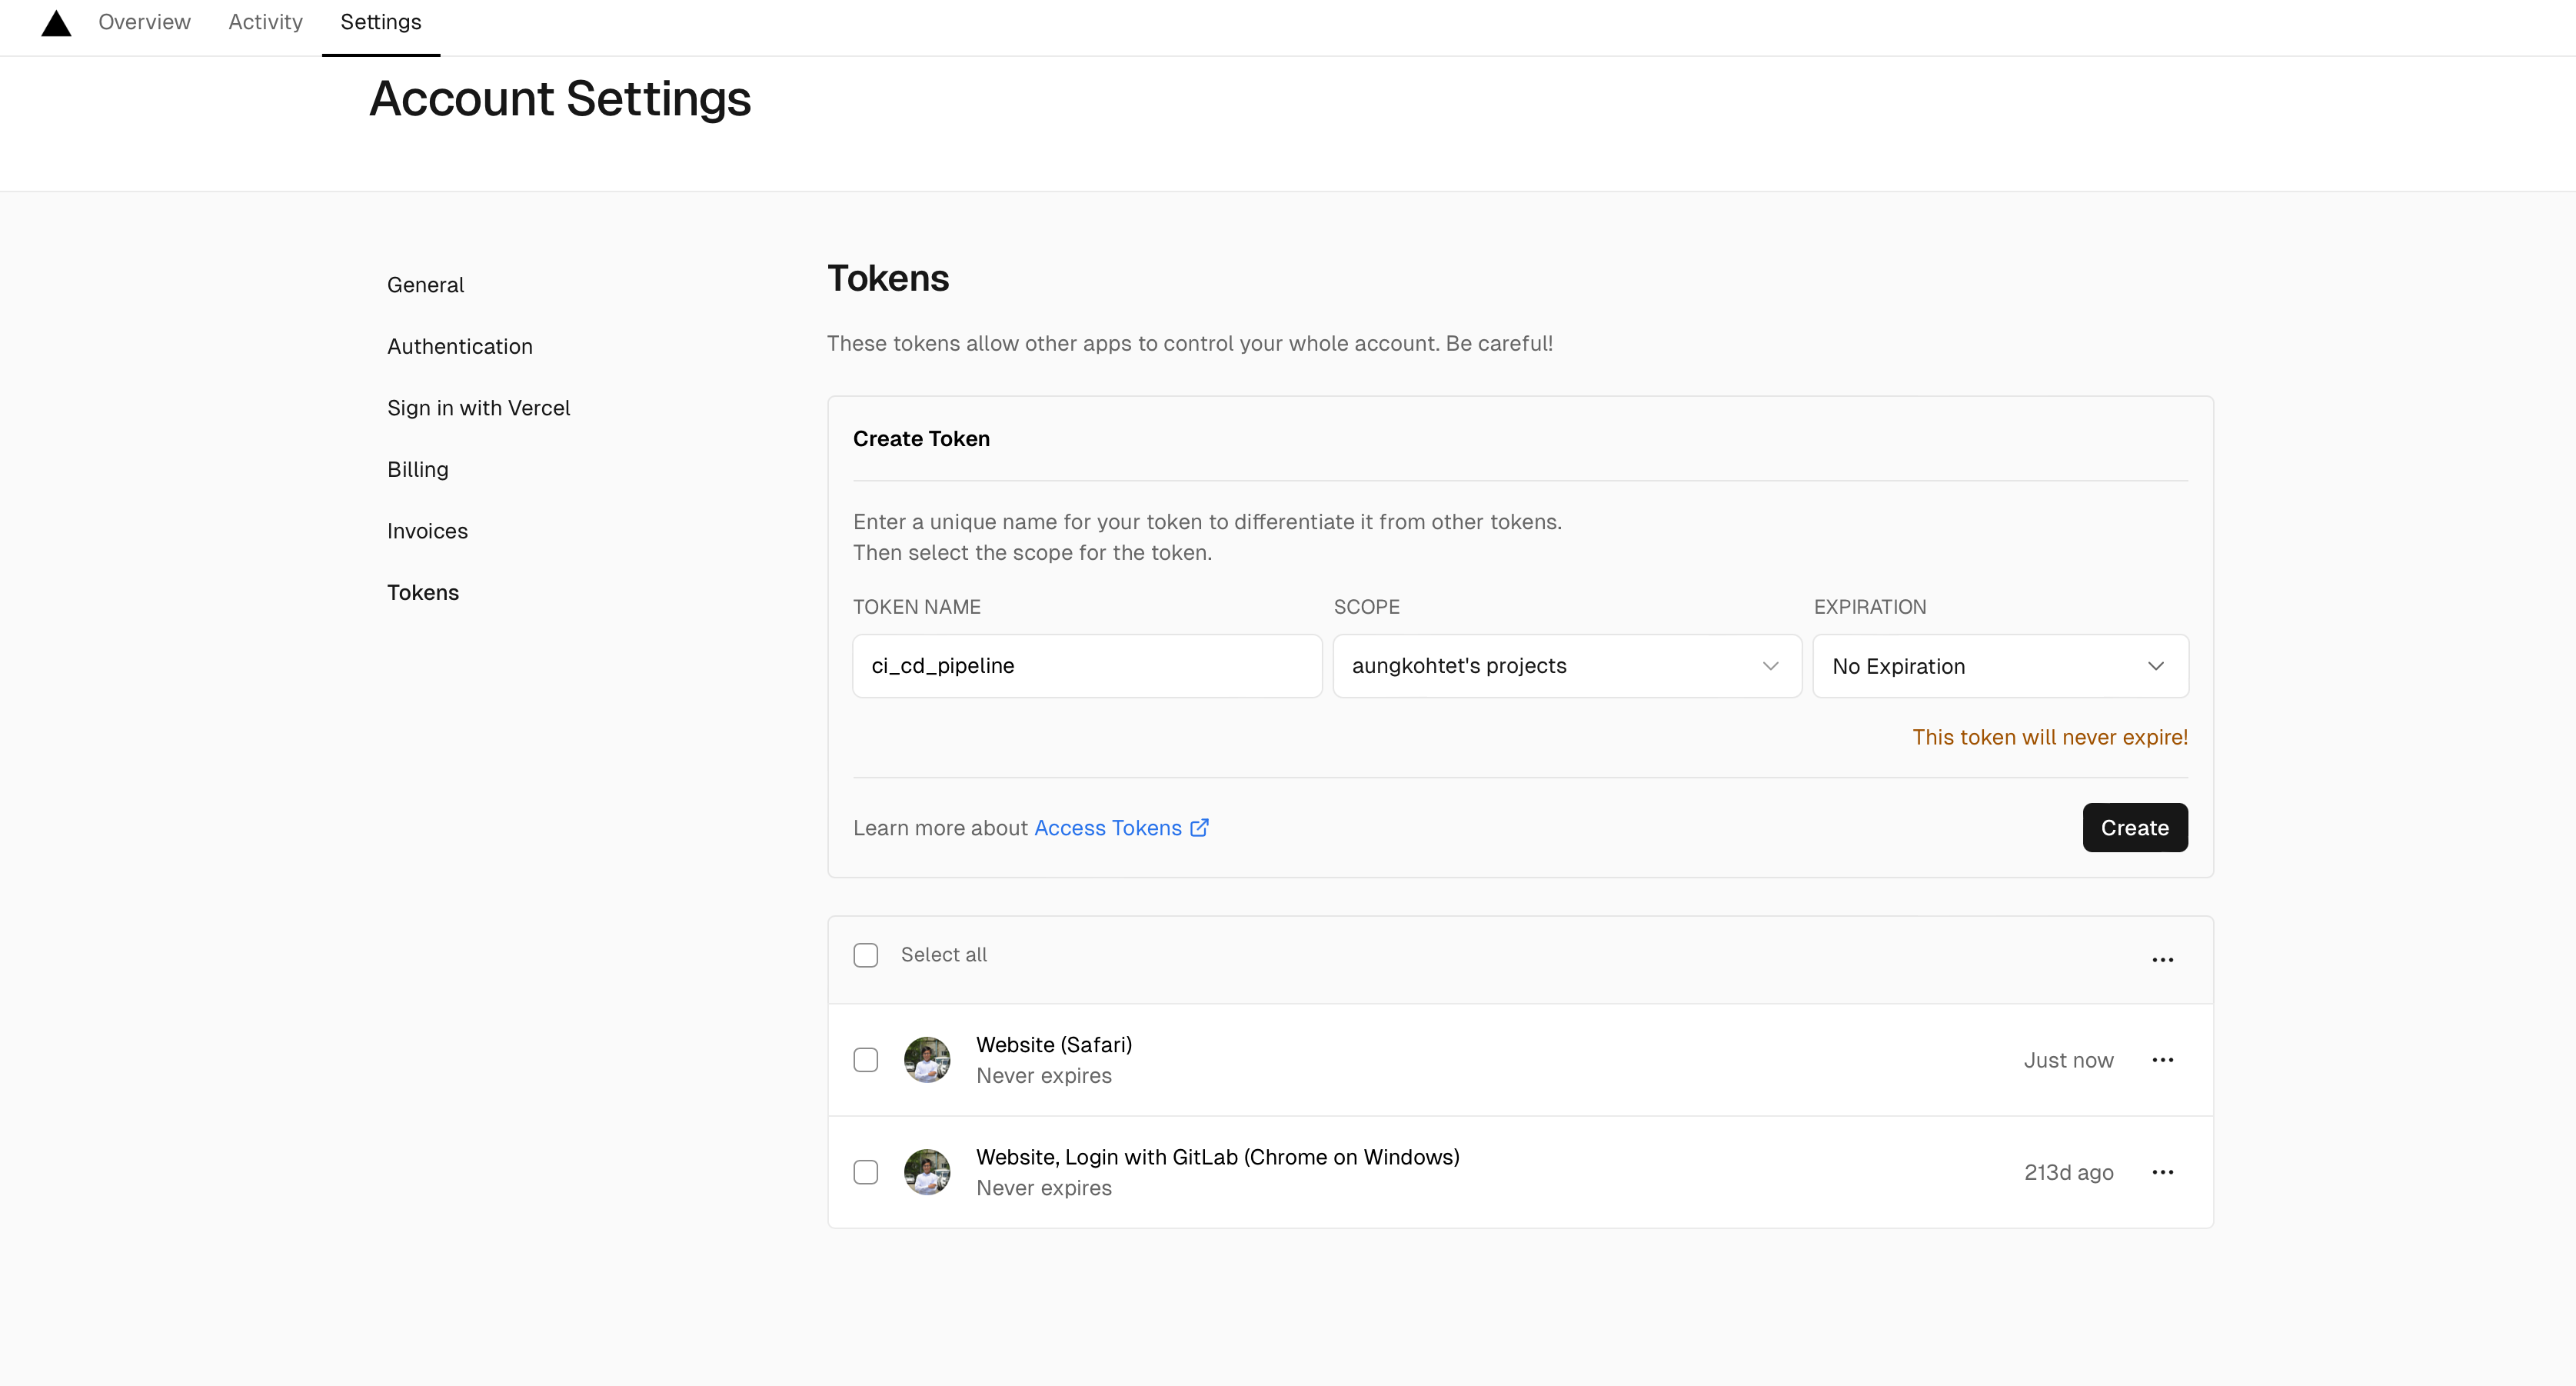 Overview Activity Settings
Account Settings
General
Authentication
Sign in with Vercel
Billing
Invoices
Tokens
Tokens
These tokens allow other apps to control your whole account. Be careful!
Create Token
Enter a unique name for your token to differentiate it from other tokens.
Then select the scope for the token.
TOKEN NAME SCOPE EXPIRATION
ci_cd_pipeline aungkohtet's projects No Expiration
This token will never expire!
Learn more about Access Tokens Create
Select all
Website (Safari)
Never expires
Just now
Website, Login with GitLab (Chrome on Windows)
Never expires
213d ago